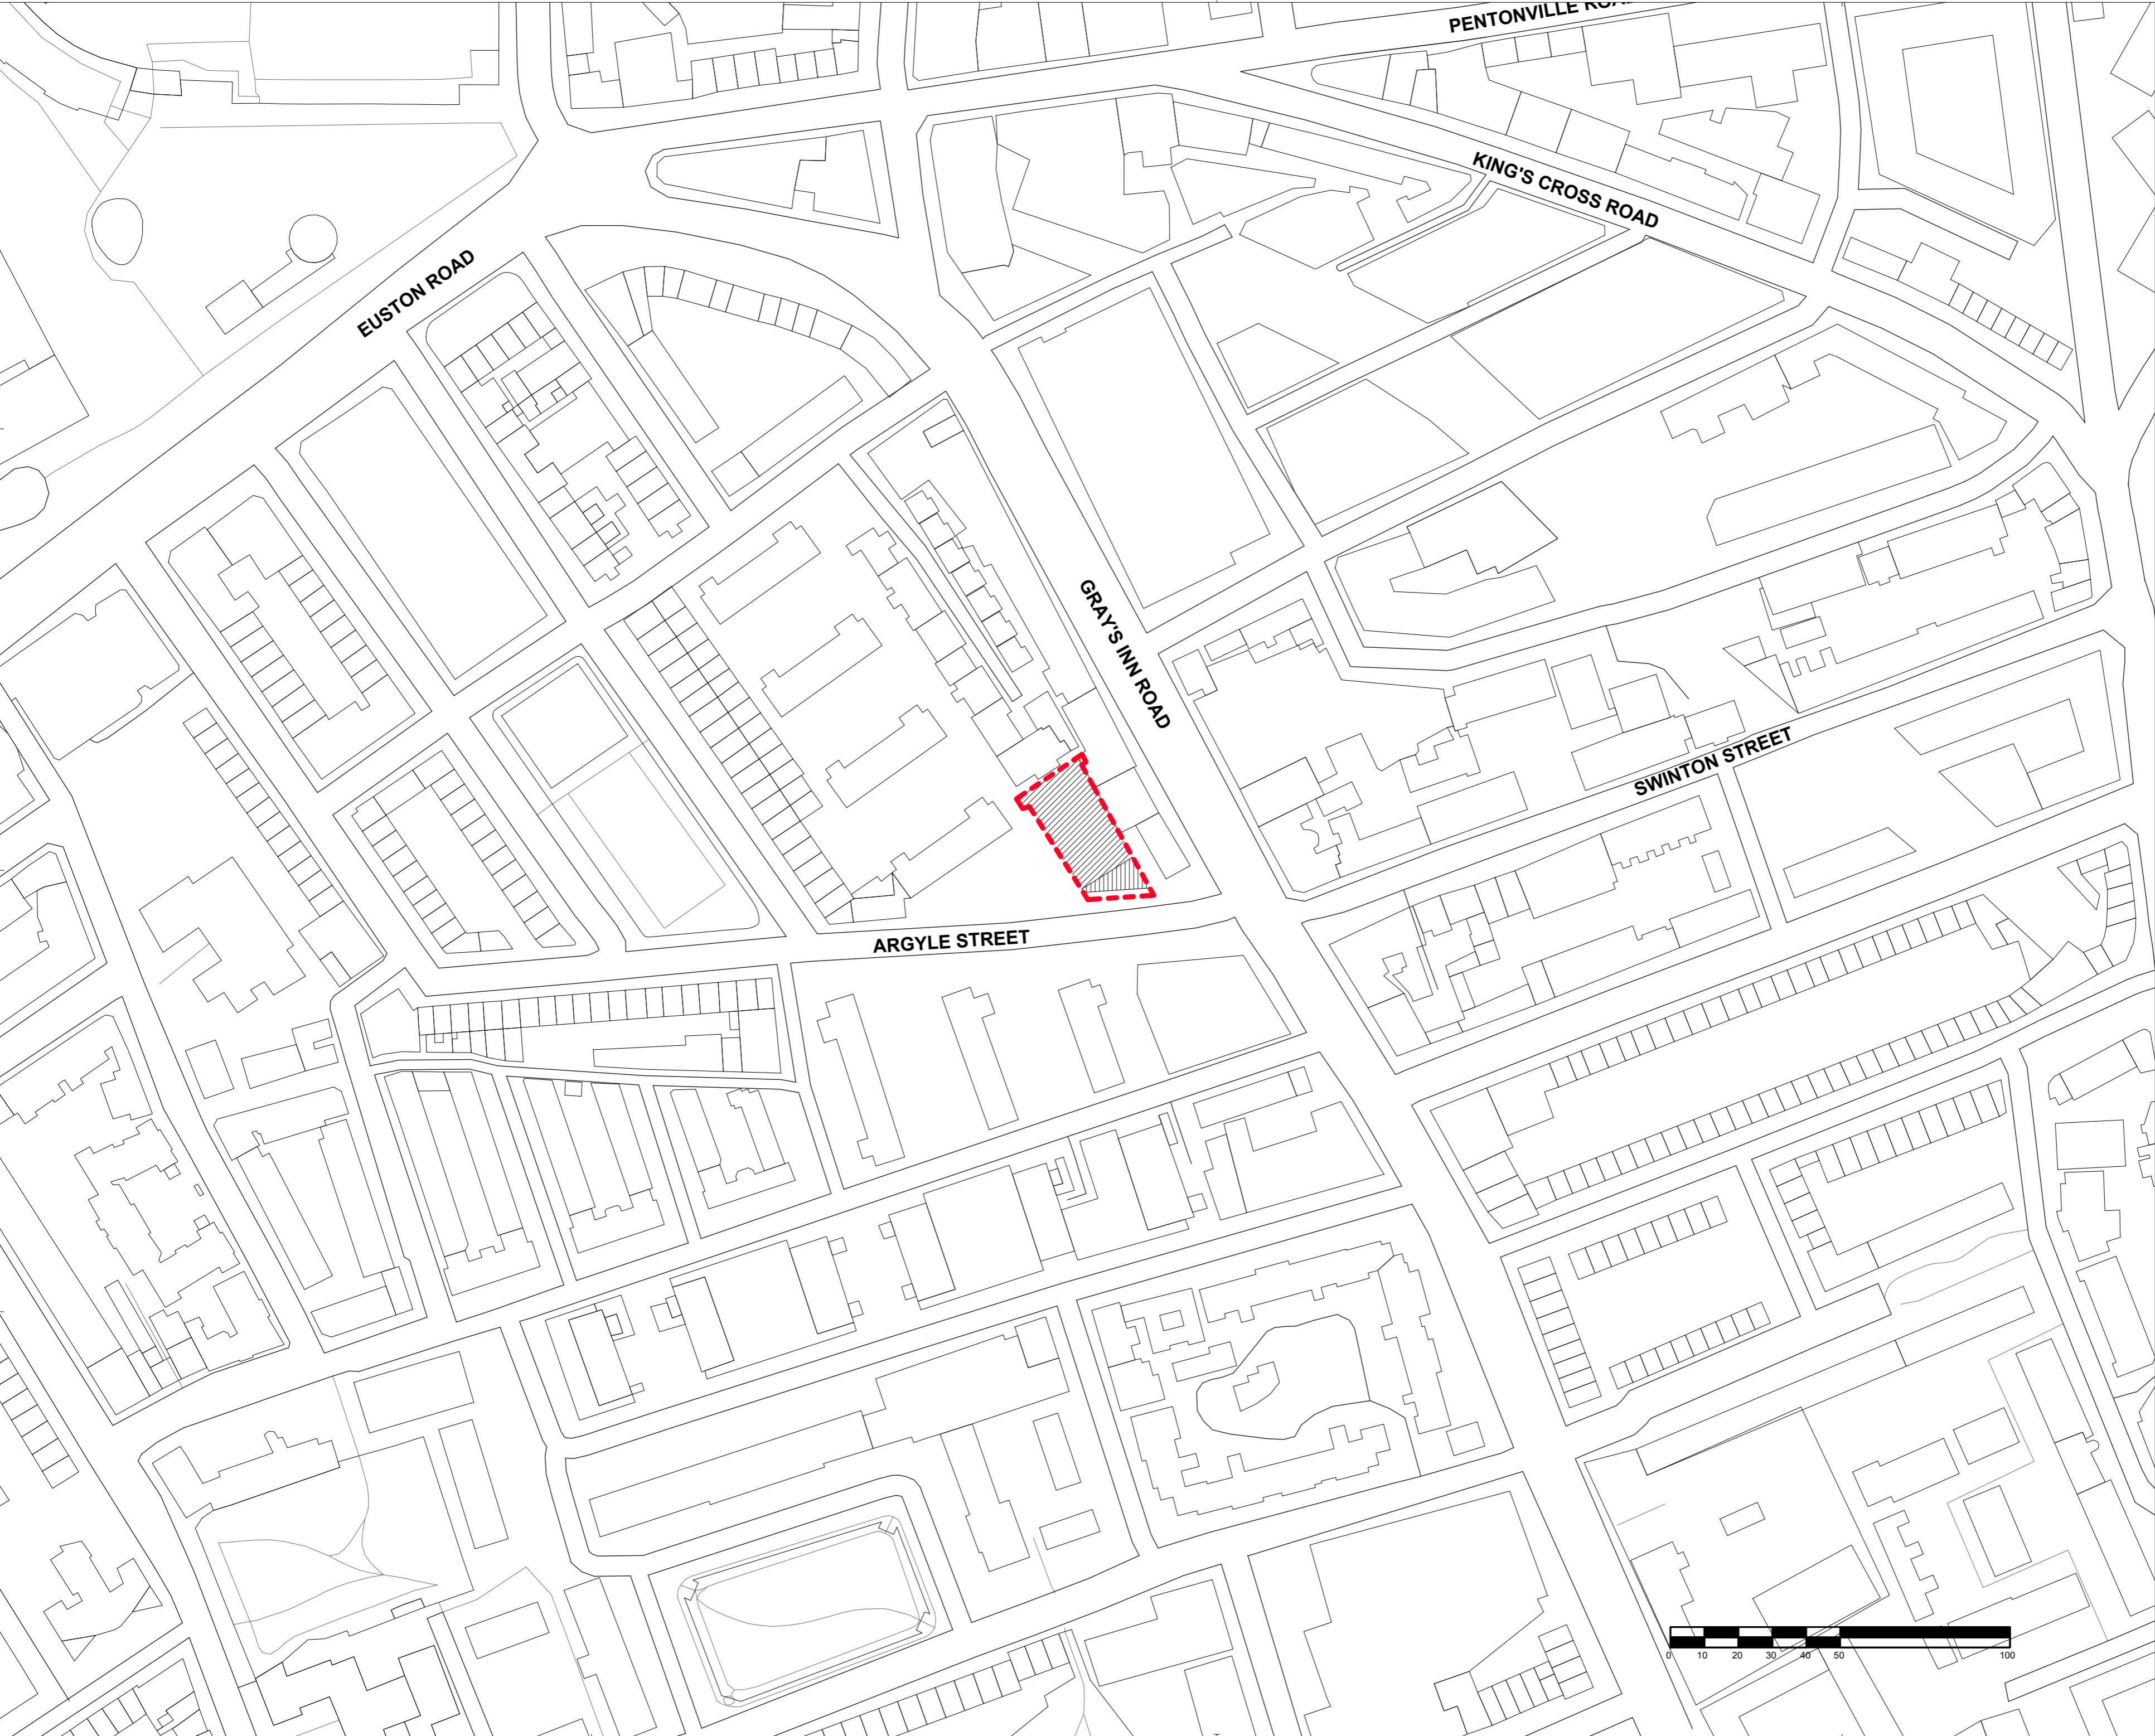 PENTONVILLE
KING'S CROSS ROAD
EUSTON ROAD
GRAY'S INN ROAD
SWINTON STREET
ARGYLE STREET
0 10 20 30 40 50 100